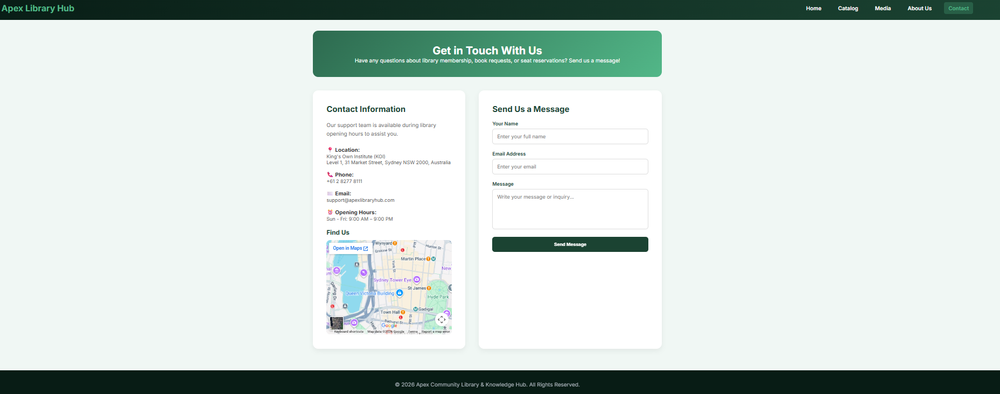 Apex Library Hub
Home
Catalog
Media
About Us
Contact
Get in Touch With Us
Have any questions about library membership, book requests, or seat reservations? Send us a message!
Contact Information
Our support team is available during library
opening hours to assist you.
Location:
King's Own Institute (KOI)
Level 1, 31 Market Street, Sydney NSW 2000, Australia
Phone:
+61 2 8277 8111
Email:
support@apexlibraryhub.com
Opening Hours:
Sun - Fri: 9:00 AM – 9:00 PM
Find Us
Open in Maps
Wynyard
Erskine St
Pitt St
Hunter St
Martin Place
York St
New
Sydney Tower Eye
St James
Queen Victoria Building
Hyde Park
Darling Dr
Town Hall
Gadigal
Bathurst St
Pitt St
Google
Keyboard shortcuts
Map data ©2026 Google
Terms
Report a map error
Send Us a Message
Your Name
Enter your full name
Email Address
Enter your email
Message
Write your message or inquiry...
Send Message
© 2026 Apex Community Library & Knowledge Hub. All Rights Reserved.